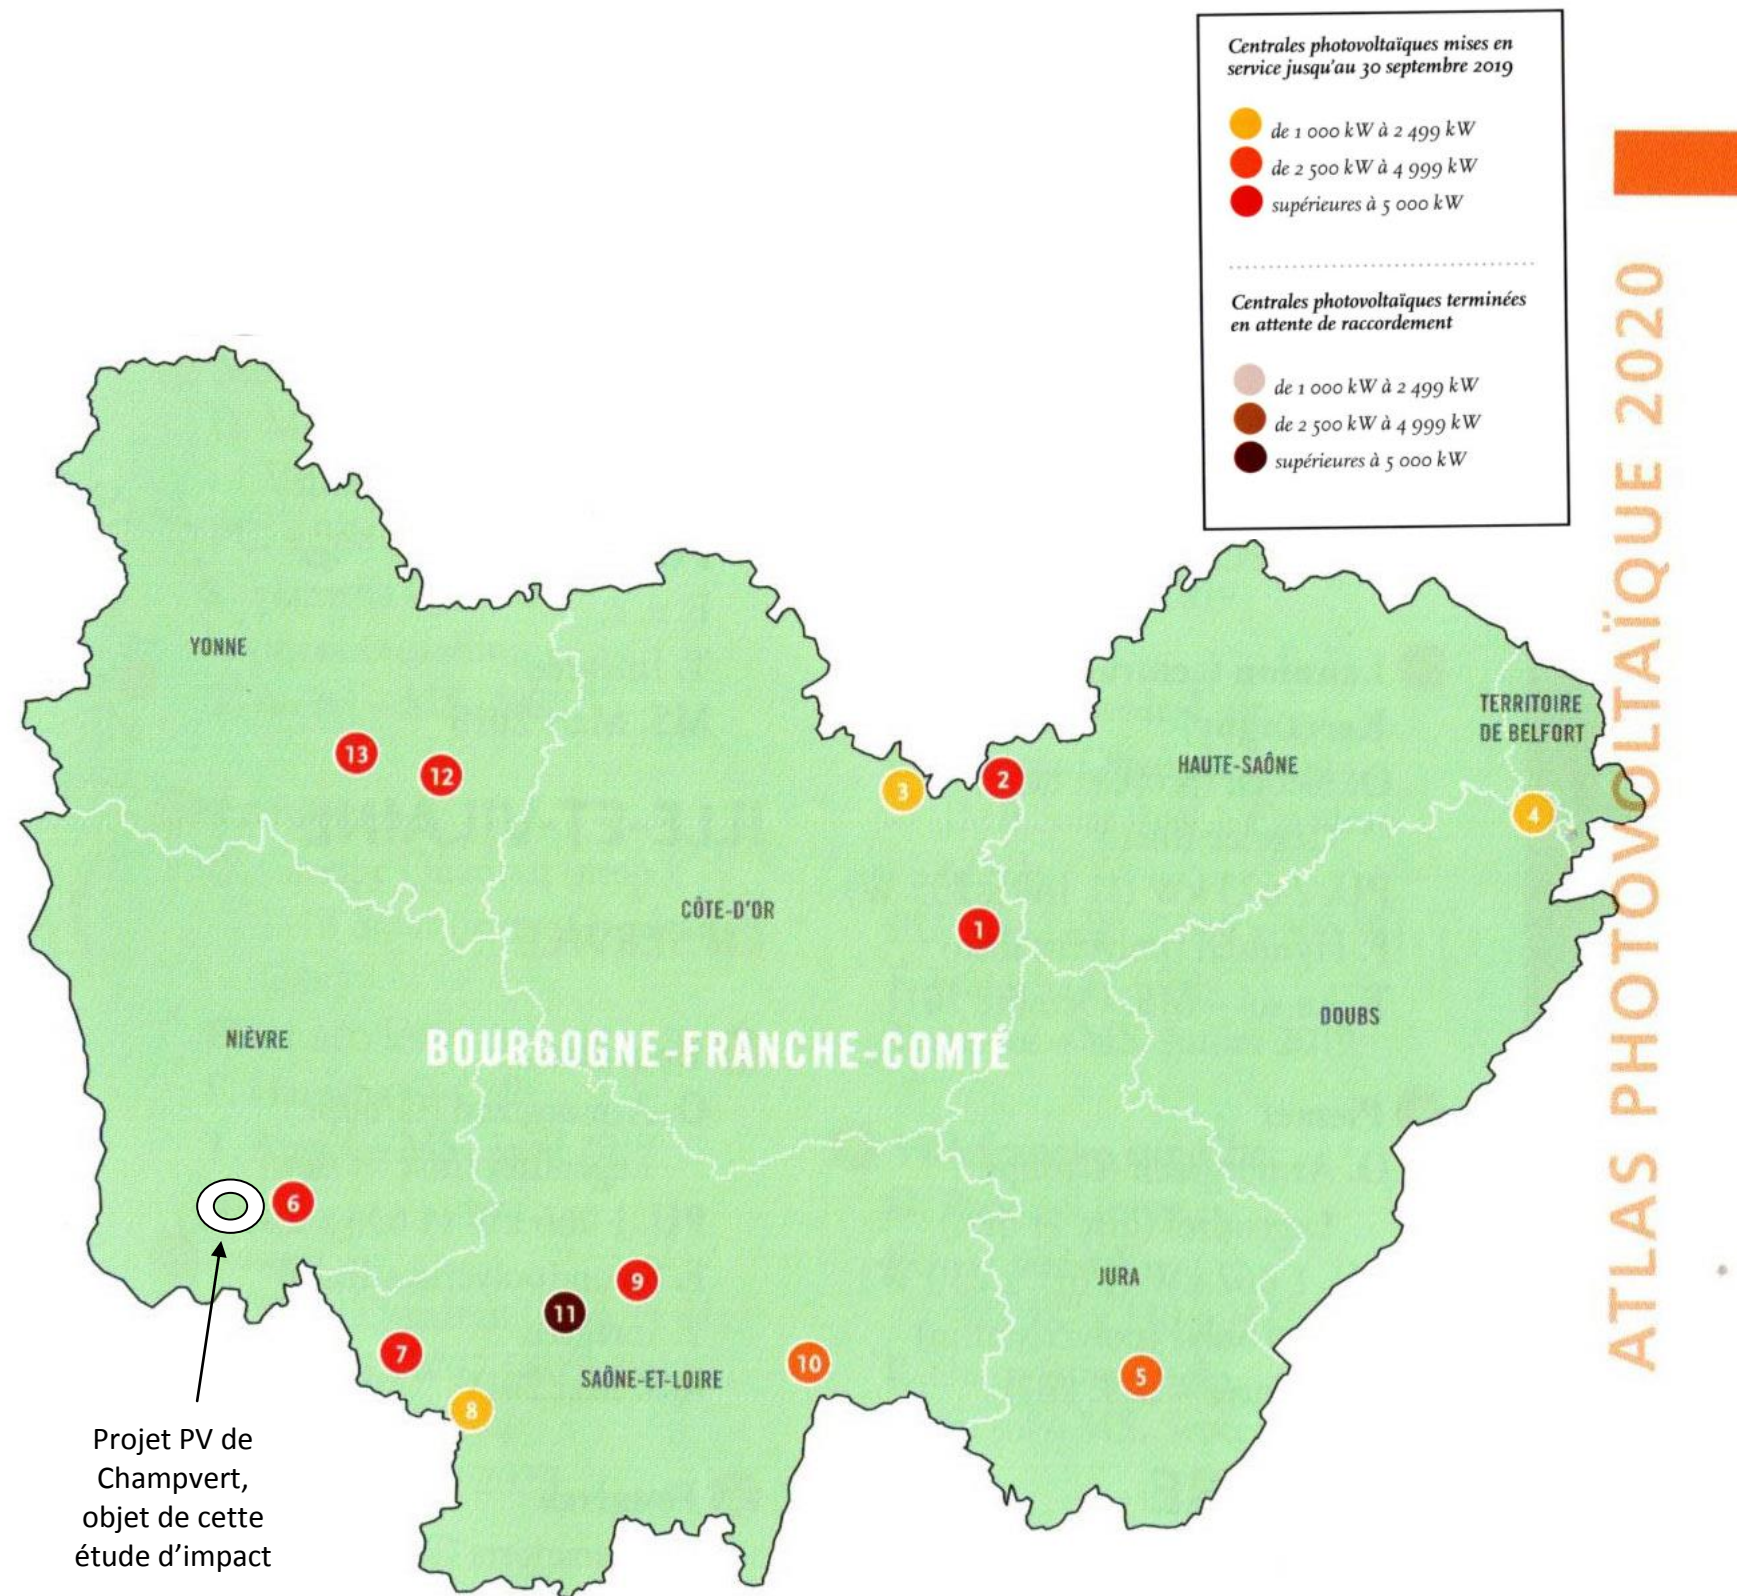 Centrales photovoltaïques mises en
service jusqu'au 30 septembre 2019
de 1 000 kW à 2 499 kW
de 2 500 kW à 4 999 kW
supérieures à 5 000 kW
Centrales photovoltaïques terminées
en attente de raccordement
de 1 000 kW à 2 499 kW
de 2 500 kW à 4 999 kW
supérieures à 5 000 kW
ATLAS PHOTOVOLTAÏQUE 2020
YONNE
TERRITOIRE
DE BELFORT
HAUTE-SAÔNE
13
12
3
2
4
CÔTE-D'OR
1
DOUBS
NIÈVRE
BOURGOGNE-FRANCHE-COMTÉ
6
9
JURA
11
7
10
5
SAÔNE-ET-LOIRE
8
Projet PV de
Champvert,
objet de cette
étude d'impact